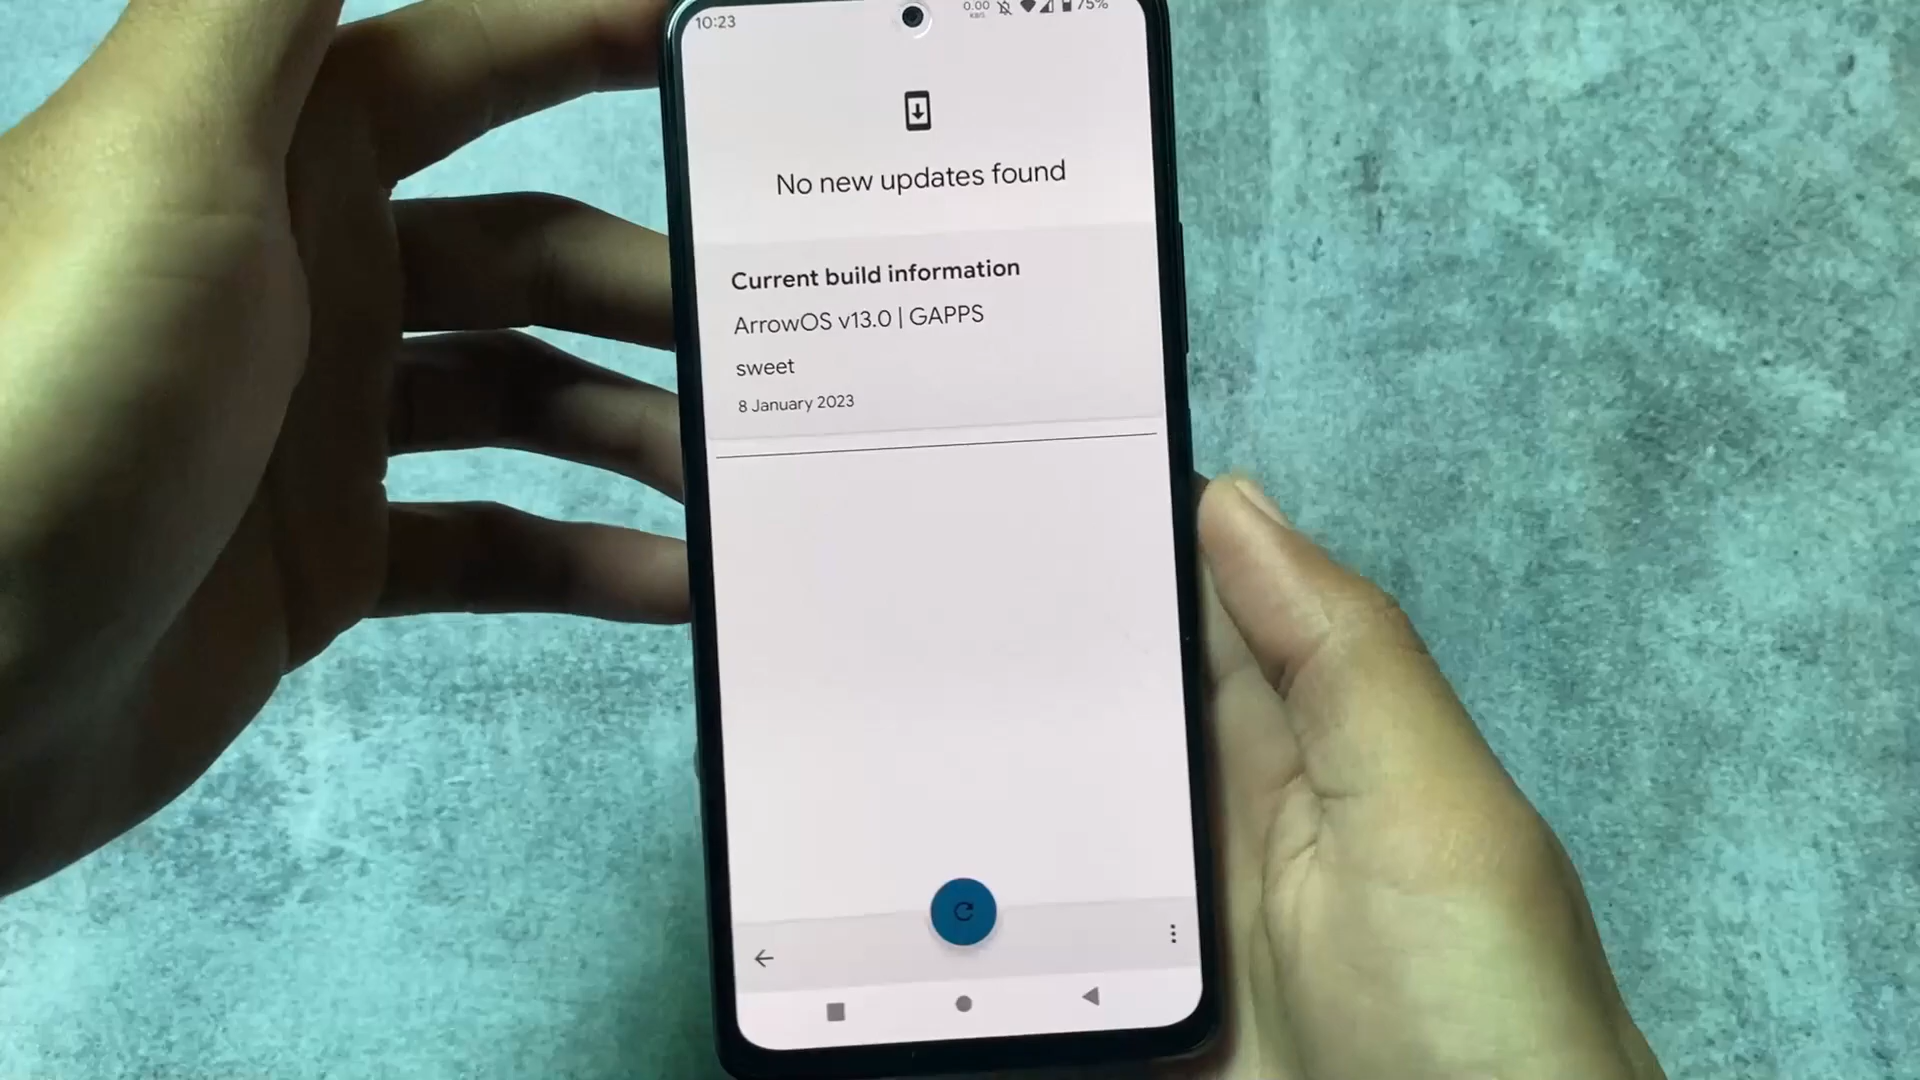 10:23
0.00
KB/S
75%
No new updates found
Current build information
ArrowOS v13.0 | GAPPS
sweet
8 January 2023